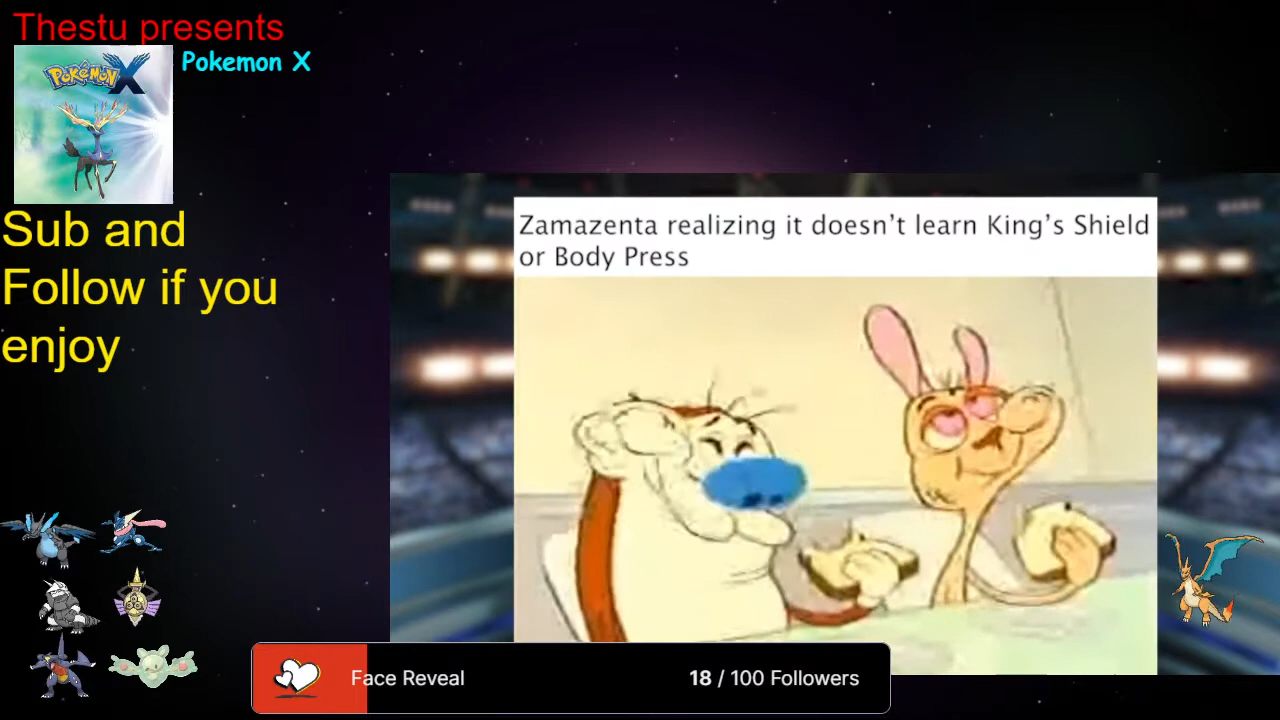 Thestu presents
POKéMON X
Pokemon X
Sub and
Follow if you
enjoy
Zamazenta realizing it doesn't learn King's Shield
or Body Press
Face Reveal
18 / 100 Followers